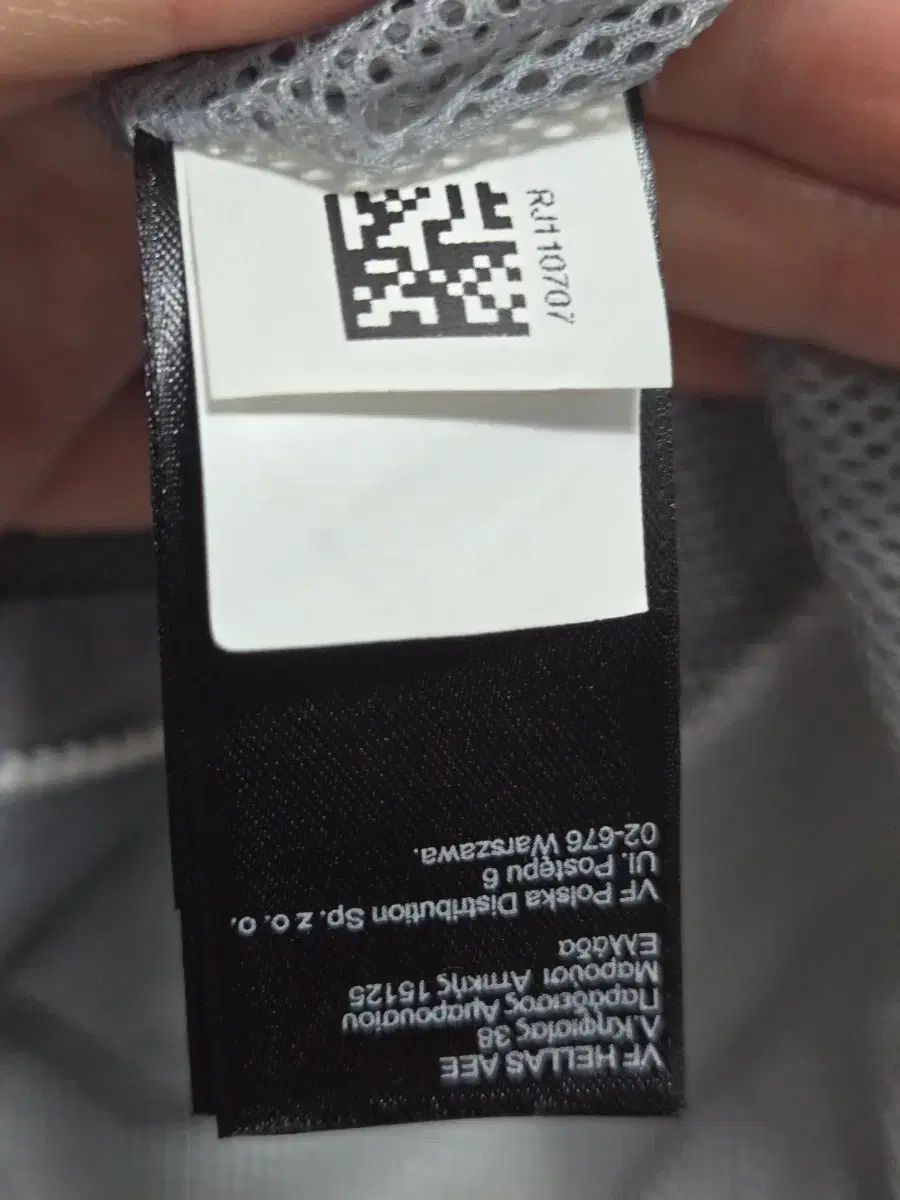 RJ110707
VF HELLAS AEE
Λ.Κηφισίας 38
Παράδεισος Αμαρουσίου
Μαρούσι Αττικής 15125
Ελλάδα
VF Polska Distribution Sp. z o. o.
Ul. Postępu 6
02-676 Warszawa.